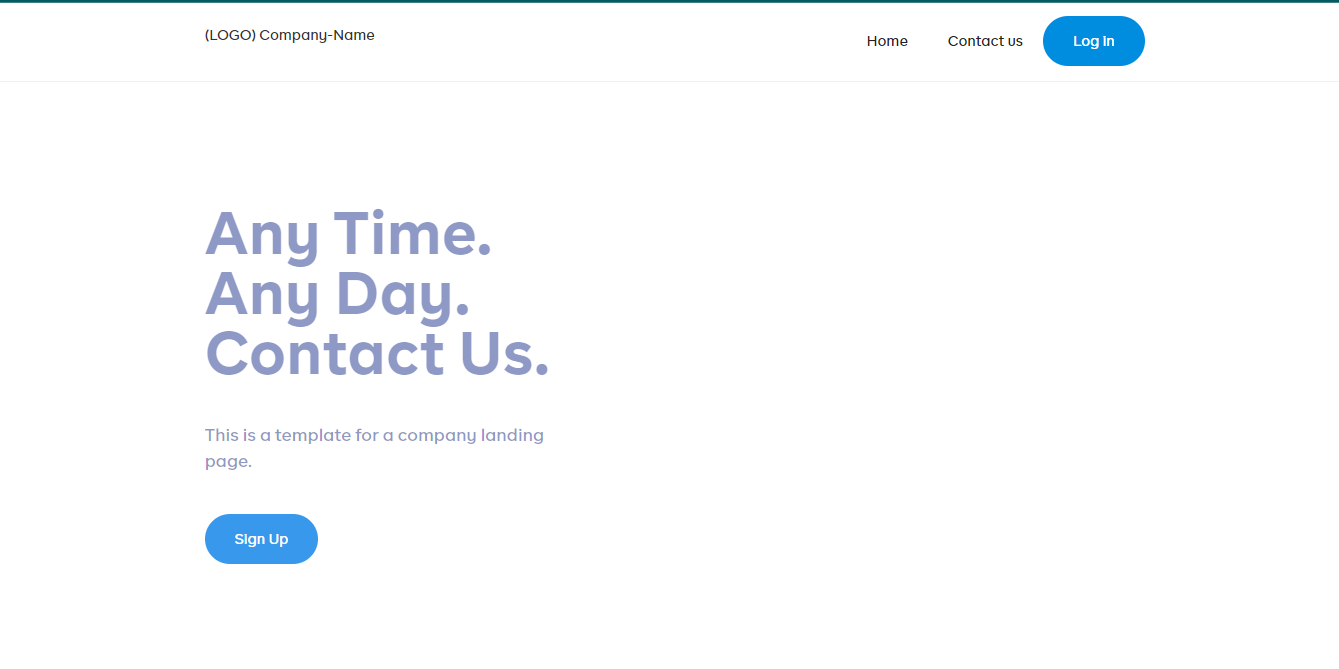 (LOGO) Company-Name
Home
Contact us
Log In
Any Time.
Any Day.
Contact Us.
This is a template for a company landing
page.
Sign Up